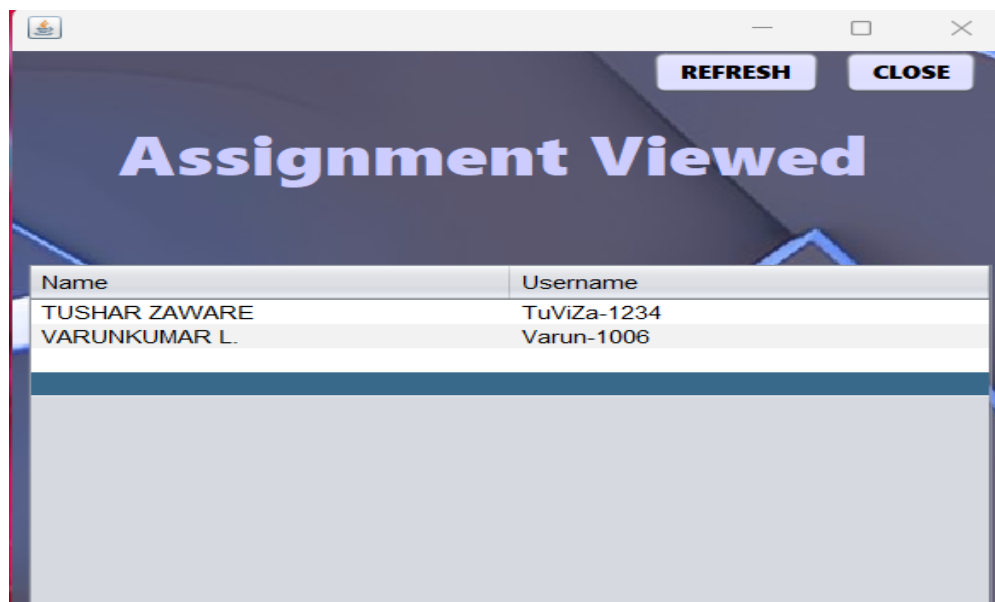 REFRESH CLOSE
Assignment Viewed
Name Username
TUSHAR ZAWARE TuViZa-1234
VARUNKUMAR L. Varun-1006